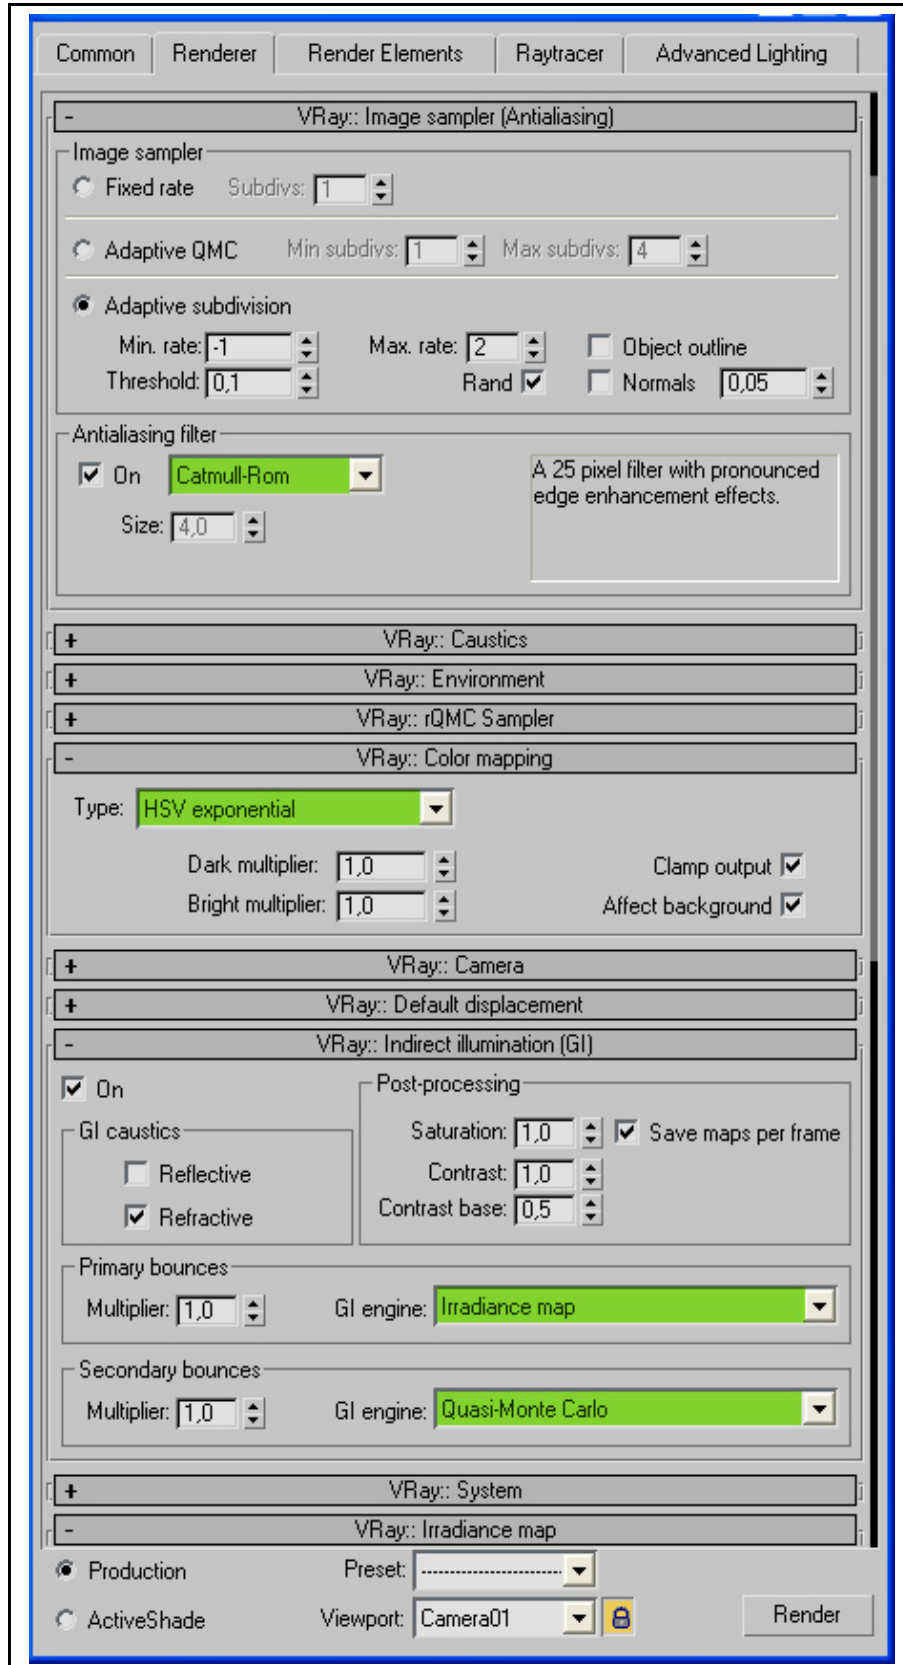 Common Renderer Render Elements Raytracer Advanced Lighting
- VRay:: Image sampler (Antialiasing)
Image sampler
Fixed rate Subdivs: 1
Adaptive QMC Min subdivs: 1 Max subdivs: 4
Adaptive subdivision
Min. rate: -1 Max. rate: 2 Object outline
Threshold: 0,1 Rand Normals 0,05
Antialiasing filter
On Catmull-Rom A 25 pixel filter with pronounced
edge enhancement effects.
Size: 4,0
+ VRay:: Caustics
+ VRay:: Environment
+ VRay:: rQMC Sampler
- VRay:: Color mapping
Type: HSV exponential
Dark multiplier: 1,0 Clamp output
Bright multiplier: 1,0 Affect background
+ VRay:: Camera
+ VRay:: Default displacement
- VRay:: Indirect illumination (GI)
On Post-processing
GI caustics Saturation: 1,0 Save maps per frame
Reflective Contrast: 1,0
Refractive Contrast base: 0,5
Primary bounces
Multiplier: 1,0 GI engine: Irradiance map
Secondary bounces
Multiplier: 1,0 GI engine: Quasi-Monte Carlo
+ VRay:: System
- VRay:: Irradiance map
Production Preset: -------------------------
ActiveShade Viewport: Camera01 Render